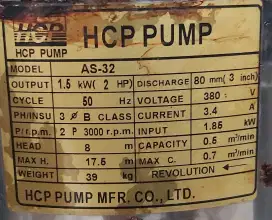 HCP HCP PUMP
HCP PUMP
MODEL AS-32
OUTPUT 1.5 kW( 2 HP) DISCHARGE 80 mm(3 inch)
CYCLE 50 Hz VOLTAGE 380 V
PH/INSU 3 ø B CLASS CURRENT 3.4 A
P/r.p.m. 2 P 3000 r.p.m. INPUT 1.85 kW
HEAD 8 m CAPACITY 0.5 m³/min
MAX H. 17.5 m MAX C. 0.7 m³/min
WEIGHT 39 kg REVOLUTION
HCP PUMP MFR. CO., LTD.